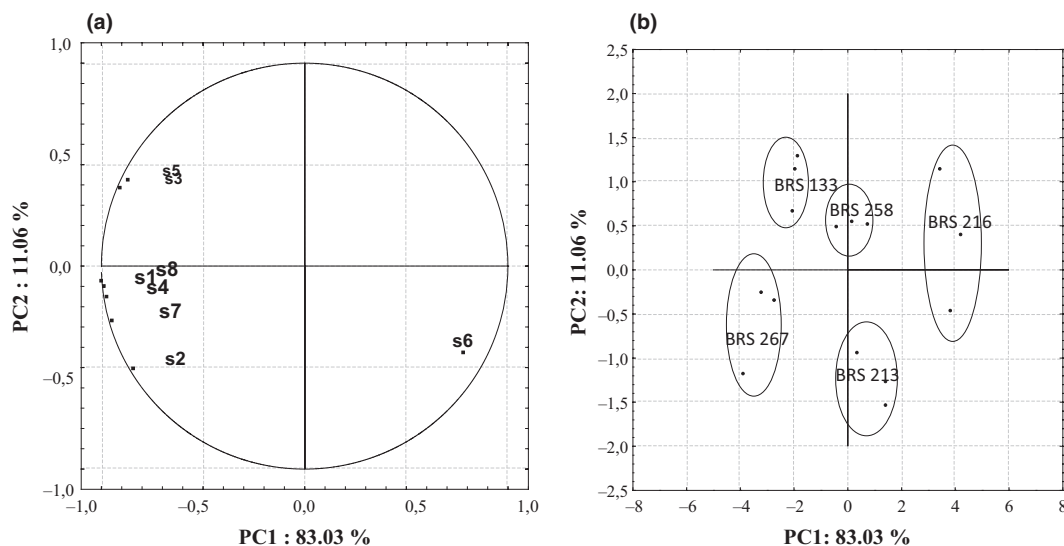 (a)
1,0
0,5
0,0
–0,5
–1,0
–1,0
–0,5
0,0
0,5
1,0
PC2 : 11.06 %
PC1 : 83.03 %
s5
s3
s8
s1
s4
s7
s2
s6
(b)
2,5
2,0
1,5
1,0
0,5
0,0
–0,5
–1,0
–1,5
–2,0
–2,5
–8
–6
–4
–2
0
2
4
6
8
PC2: 11.06 %
PC1: 83.03 %
BRS 133
BRS 258
BRS 216
BRS 267
BRS 213